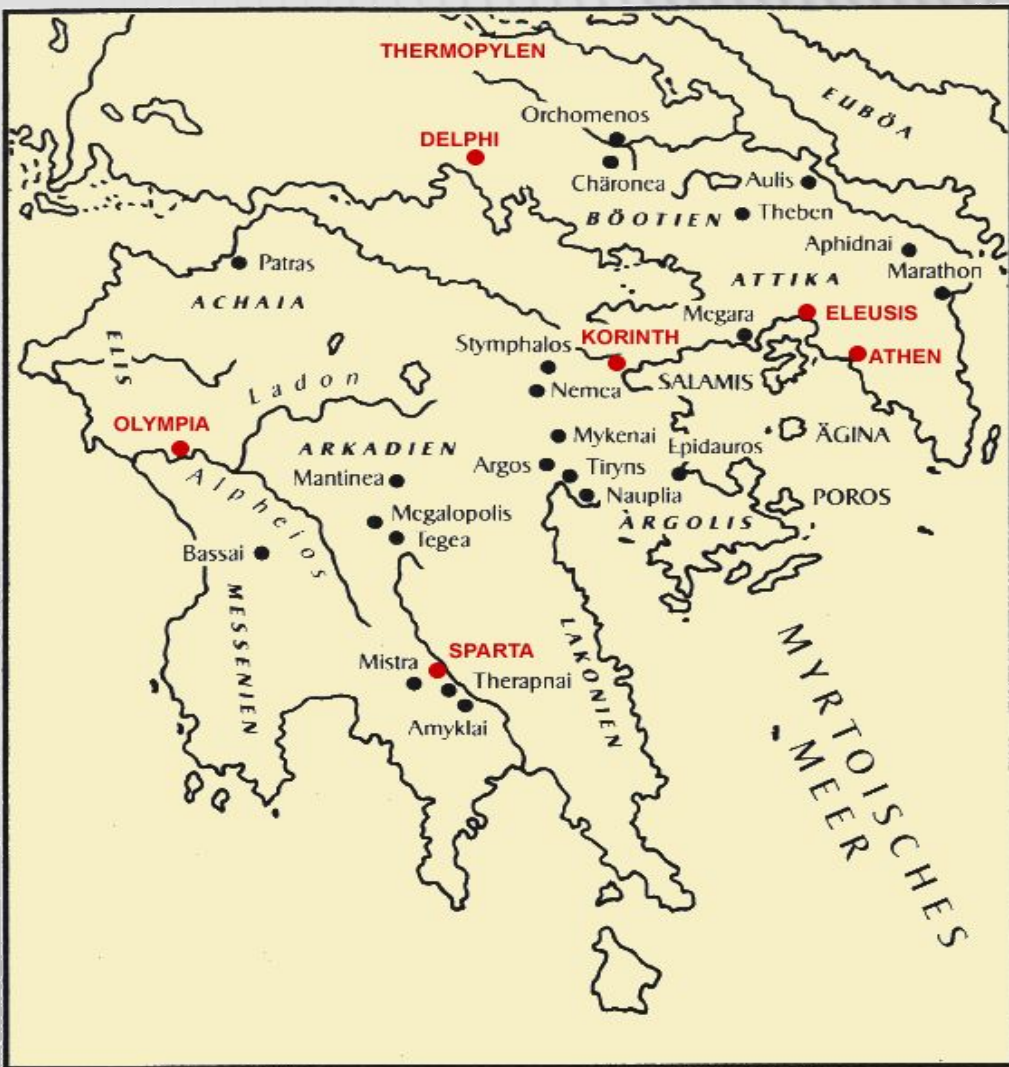 THERMOPYLEN
EUBÖA
Orchomenos
DELPHI
Chäronea
Aulis
BÖOTIEN
Theben
Aphidnai
Patras
ATTIKA
Marathon
ACHAIA
ELEUSIS
Megara
KORINTH
ELIS
Stymphalos
ATHEN
Ladon
Nemea
SALAMIS
OLYMPIA
ARKADIEN
Mykenai
Epidauros
ÄGINA
Alpheios
Mantinea
Argos
Tiryns
Nauplia
POROS
Megalopolis
ÀRGOLIS
Tegea
Bassai
MESSENIEN
LAKONIEN
SPARTA
Mistra
Therapnai
Amyklai
MYRTOISCHES
MEER